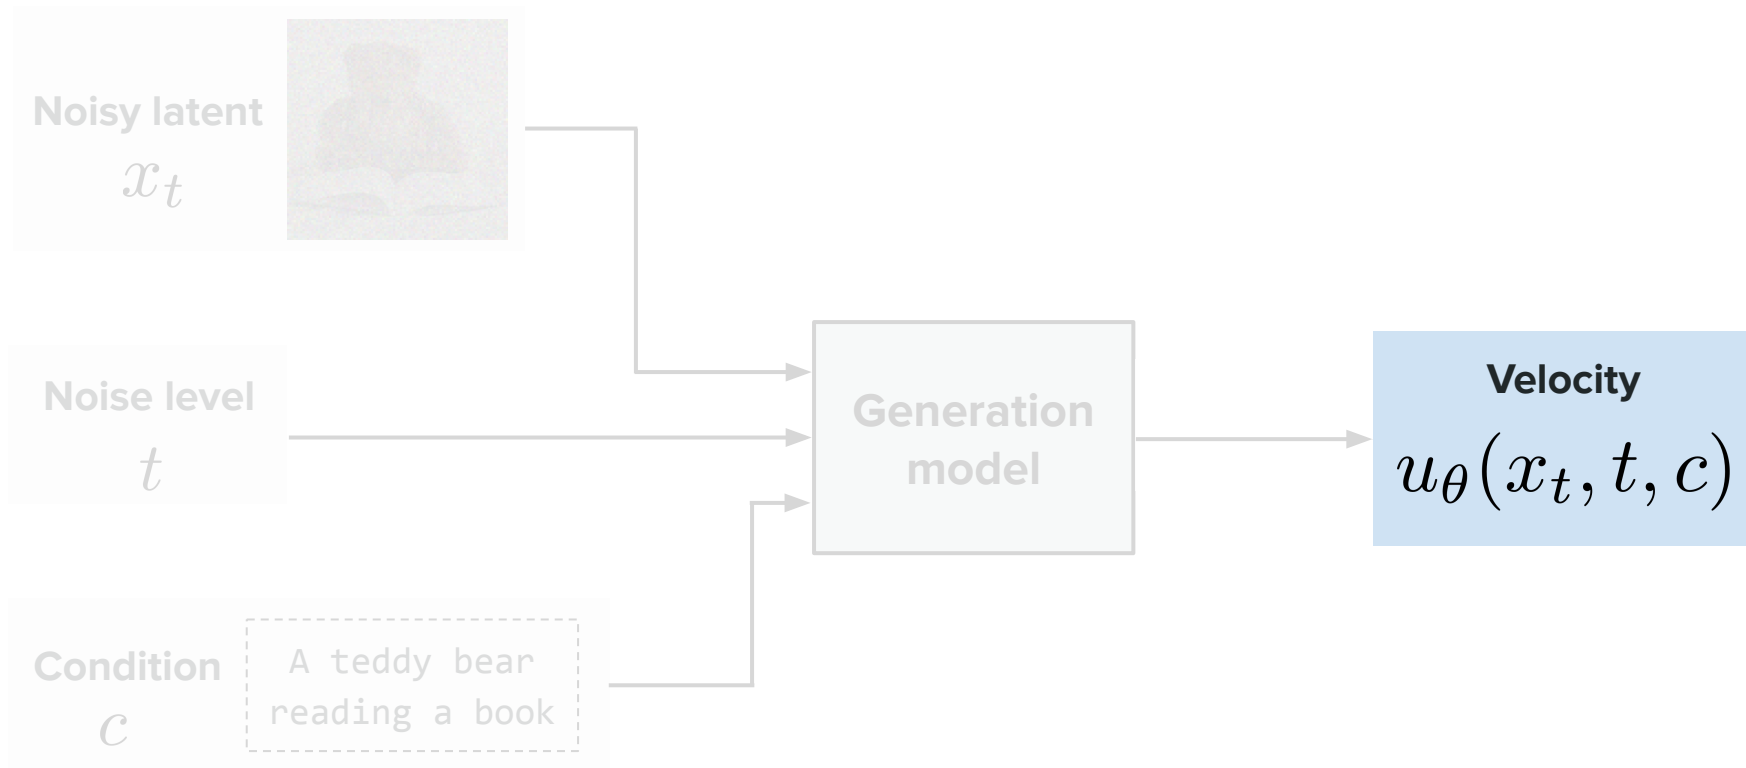 Noisy latent
x_t
Noise level
t
Condition
c
A teddy bear
reading a book
Generation
model
Velocity
u_θ(x_t, t, c)